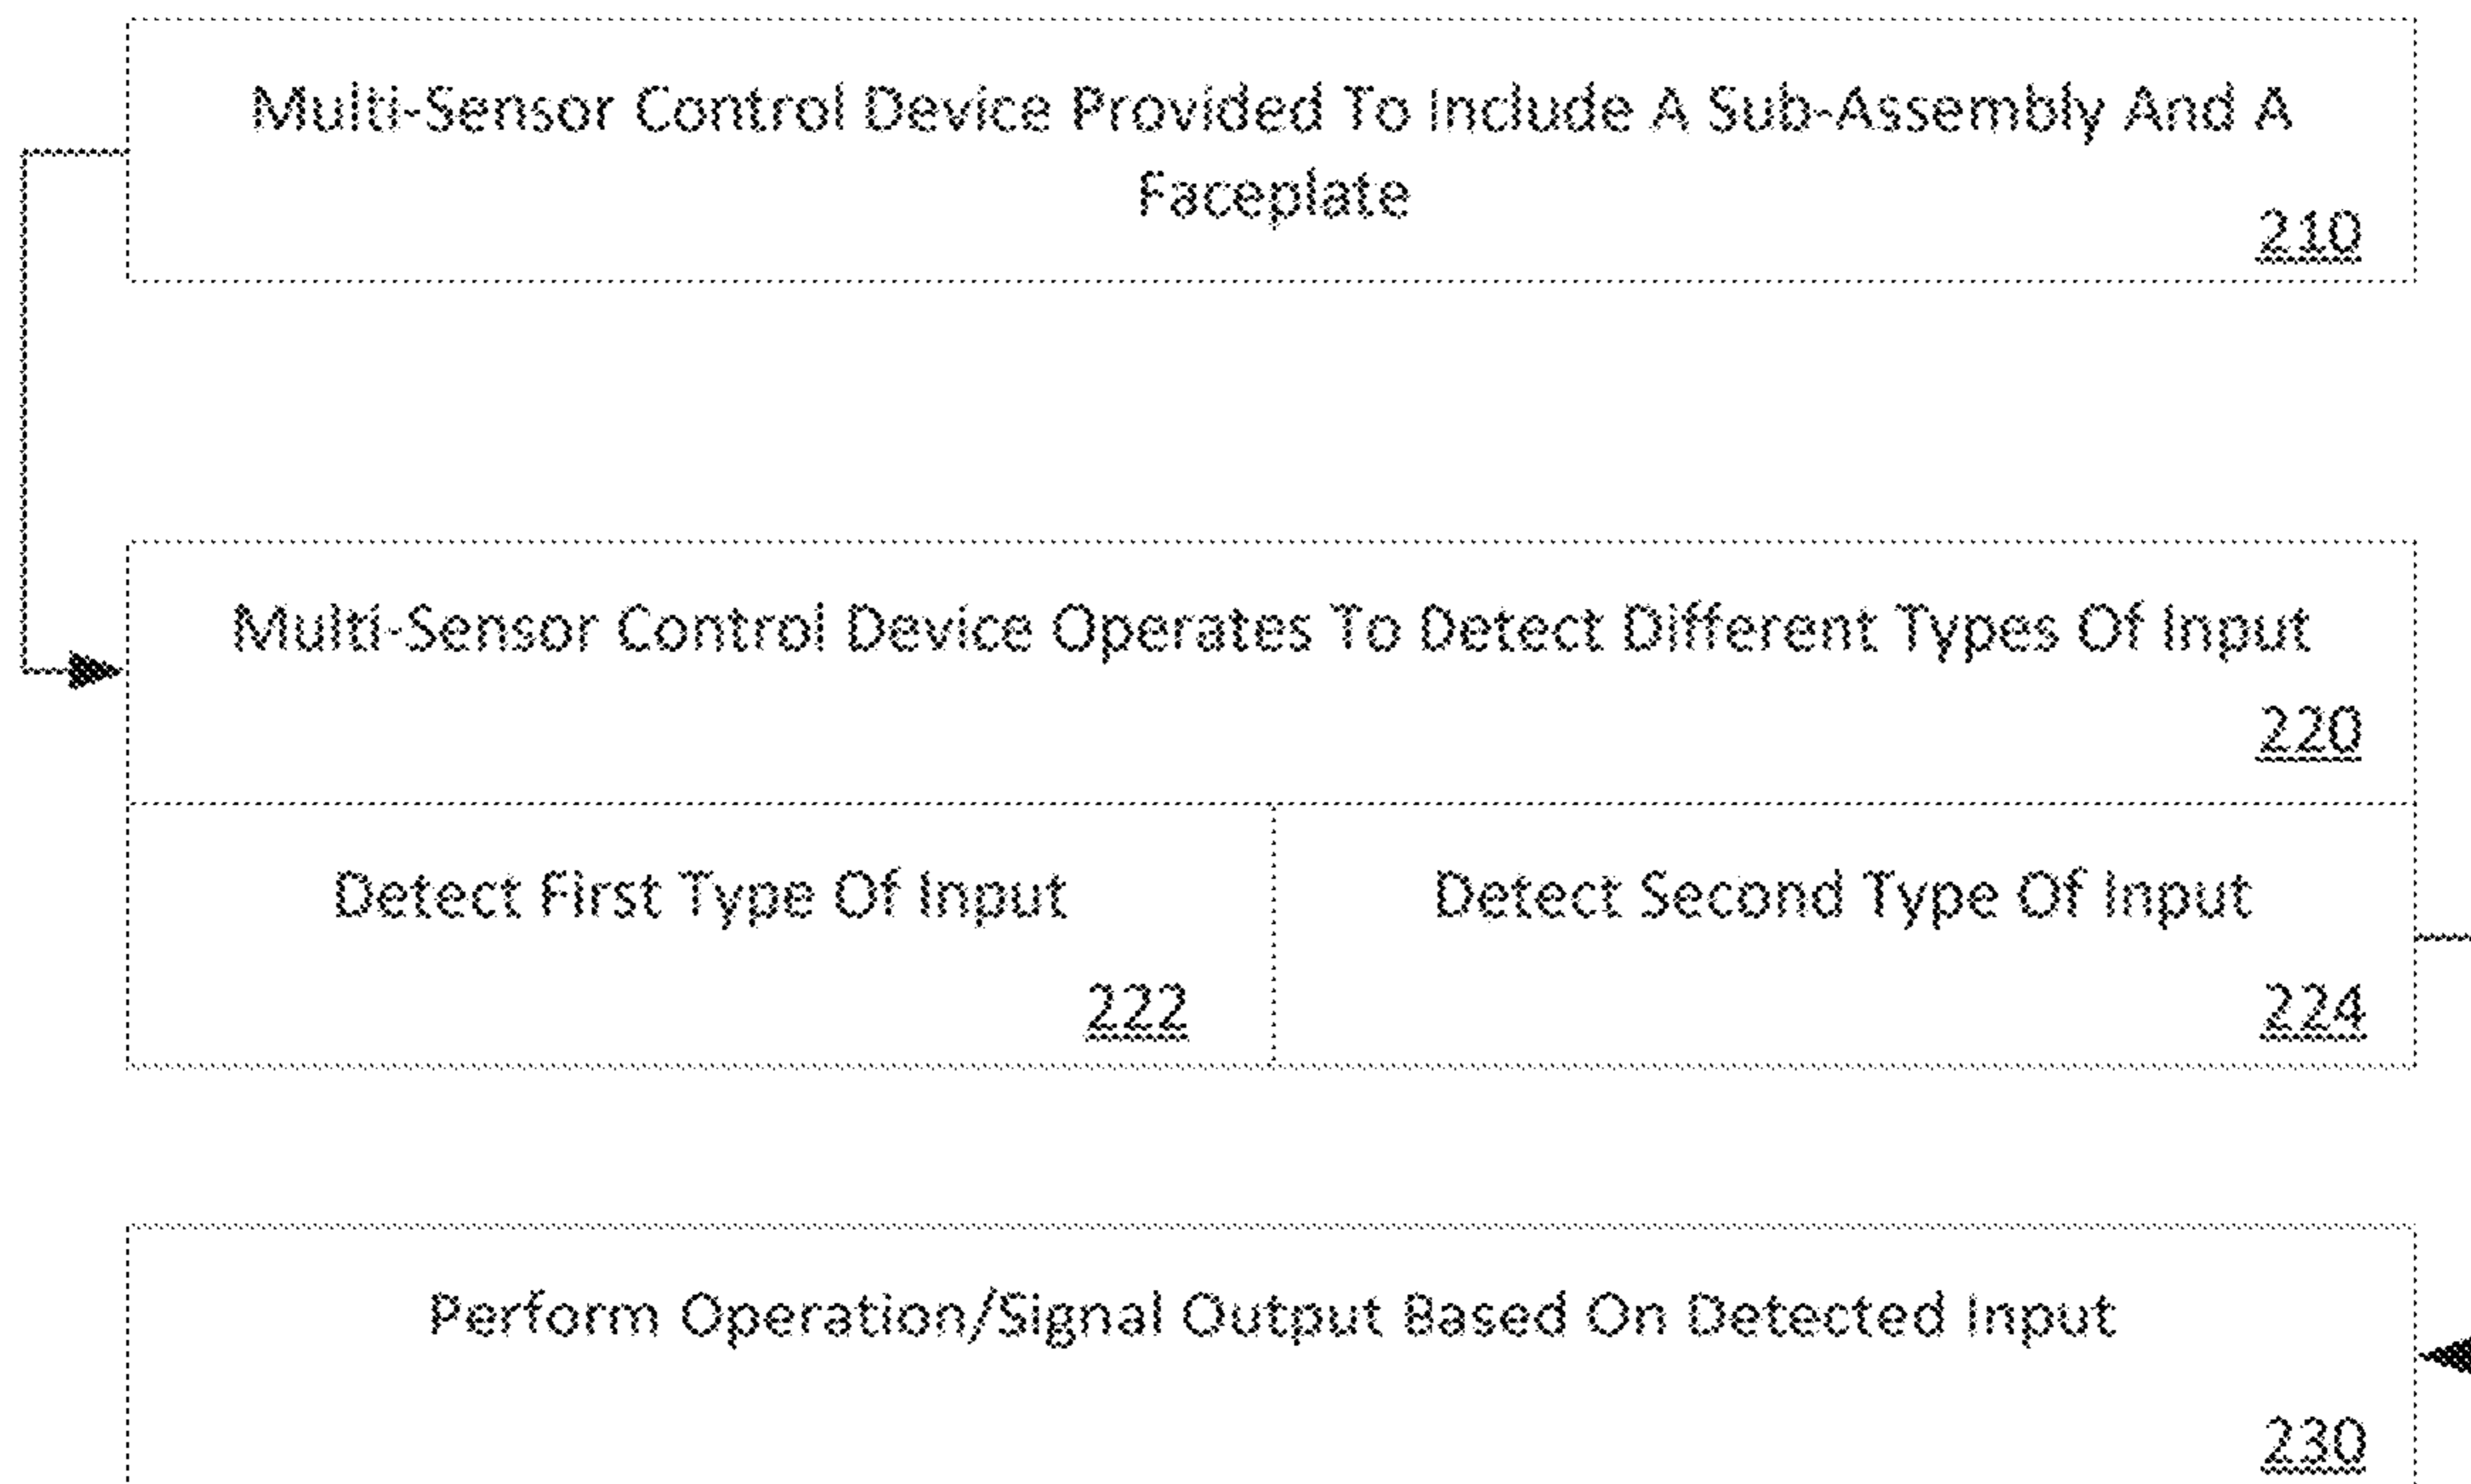 Multi-Sensor Control Device Provided To Include A Sub-Assembly And A
Faceplate
210
Multi-Sensor Control Device Operates To Detect Different Types Of Input
220
Detect First Type Of Input
222
Detect Second Type Of Input
224
Perform Operation/Signal Output Based On Detected Input
230